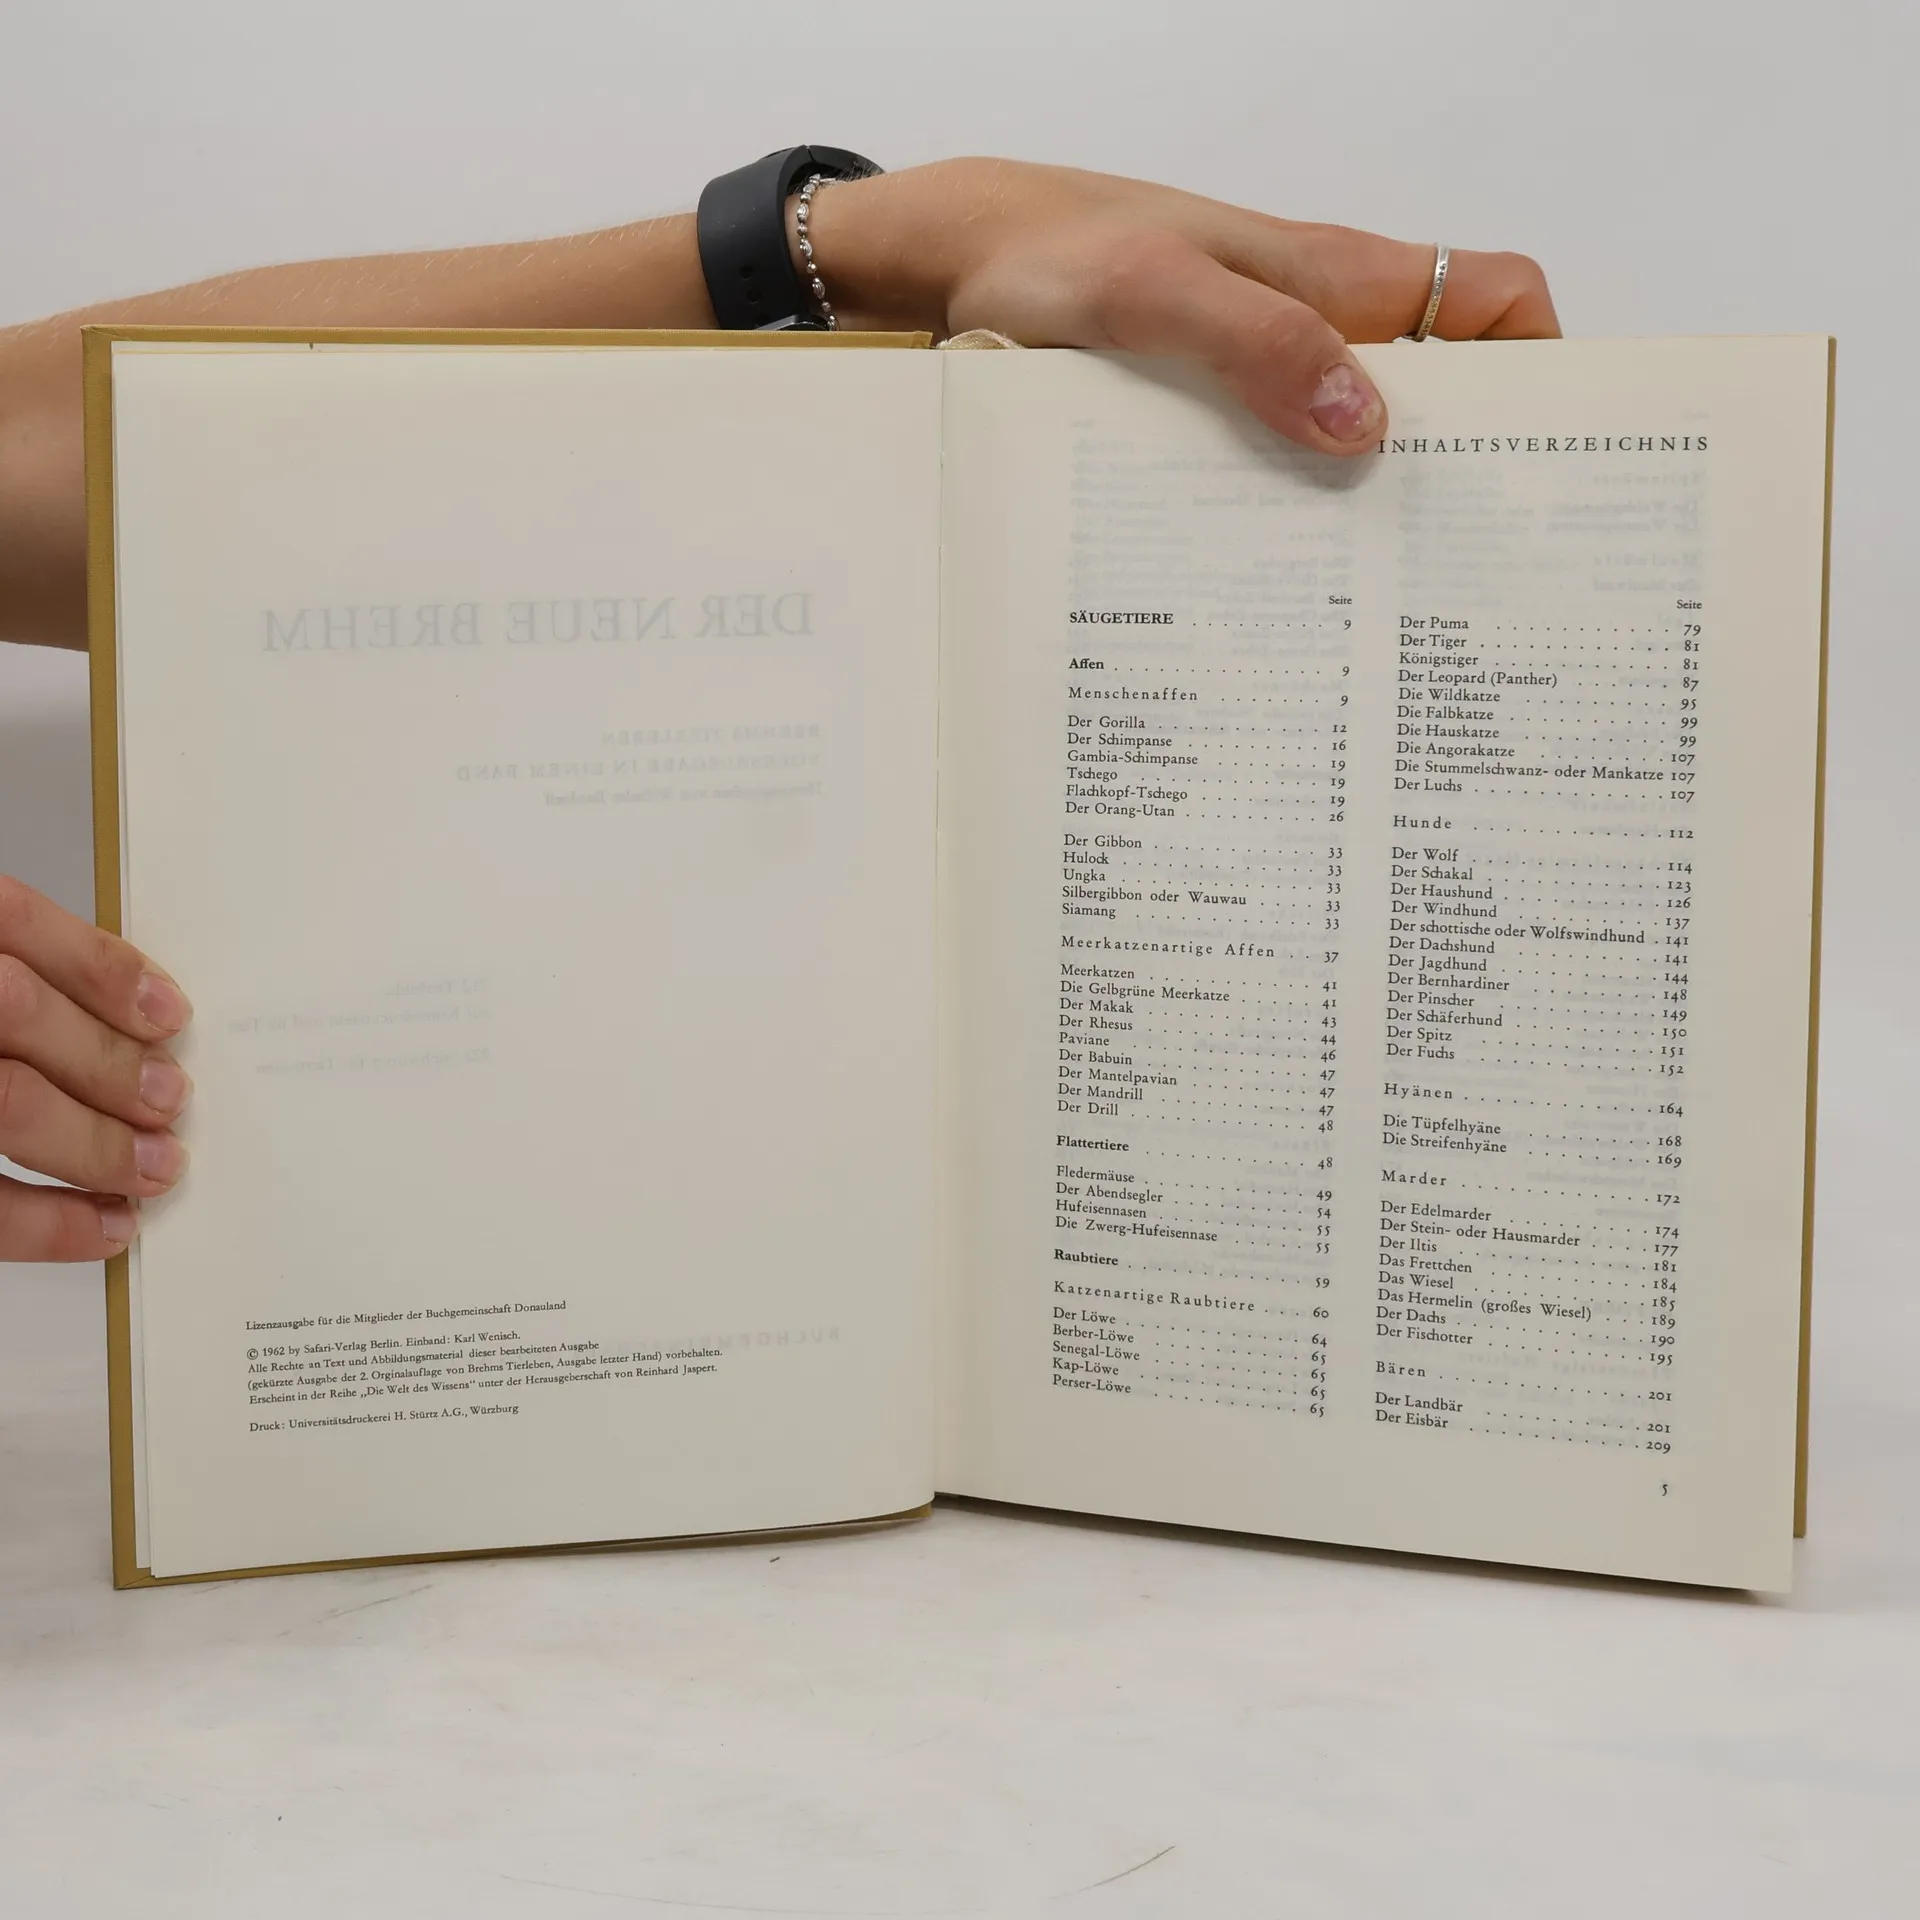 DER NEUE BREHM
BREHMS TIERLEBEN
VOLKSAUSGABE IN EINEM BAND
Lizenzausgabe für die Mitglieder der Buchgemeinschaft Donauland
© 1962 by Safari-Verlag Berlin. Einband: Karl Wenisch.
Alle Rechte an Text und Abbildungsmaterial dieser bearbeiteten Ausgabe
(gekürzte Ausgabe der 2. Orginalauflage von Brehms Tierleben, Ausgabe letzter Hand) vorbehalten.
Erscheint in der Reihe „Die Welt des Wissens" unter der Herausgeberschaft von Reinhard Jaspert.
Druck: Universitätsdruckerei H. Stürtz A.G., Würzburg
INHALTSVERZEICHNIS
Seite
SÄUGETIERE . . . . . . . . . 9
Affen . . . . . . . . . . . . . 9
Menschenaffen . . . . . . . 9
Der Gorilla . . . . . . . . . . 12
Der Schimpanse . . . . . . . . . 16
Gambia-Schimpanse . . . . . . . 19
Tschego . . . . . . . . . . . 19
Flachkopf-Tschego . . . . . . . . 19
Der Orang-Utan . . . . . . . . . 26
Der Gibbon . . . . . . . . . . 33
Hulock . . . . . . . . . . . . 33
Ungka . . . . . . . . . . . . 33
Silbergibbon oder Wauwau . . . . 33
Siamang . . . . . . . . . . . 33
Meerkatzenartige Affen . . 37
Meerkatzen . . . . . . . . . . 41
Die Gelbgrüne Meerkatze . . . . . 41
Der Makak . . . . . . . . . . 43
Der Rhesus . . . . . . . . . . 44
Paviane . . . . . . . . . . . 46
Der Babuin . . . . . . . . . . 47
Der Mantelpavian . . . . . . . . 47
Der Mandrill . . . . . . . . . . 47
Der Drill . . . . . . . . . . . 48
Flattertiere . . . . . . . . . . . 48
Fledermäuse . . . . . . . . . . 49
Der Abendsegler . . . . . . . . . 54
Hufeisennasen . . . . . . . . . . 55
Die Zwerg-Hufeisennase . . . . . 55
Raubtiere . . . . . . . . . . . 59
Katzenartige Raubtiere . . . 60
Der Löwe . . . . . . . . . . . 64
Berber-Löwe . . . . . . . . . . 65
Senegal-Löwe . . . . . . . . . . 65
Kap-Löwe . . . . . . . . . . . 65
Perser-Löwe . . . . . . . . . . 65
Seite
Der Puma . . . . . . . . . . . 79
Der Tiger . . . . . . . . . . . . 81
Königstiger . . . . . . . . . . . 81
Der Leopard (Panther) . . . . . . 87
Die Wildkatze . . . . . . . . . . 95
Die Falbkatze . . . . . . . . . . 99
Die Hauskatze . . . . . . . . . . 99
Die Angorakatze . . . . . . . . . 107
Die Stummelschwanz- oder Mankatze 107
Der Luchs . . . . . . . . . . . . 107
Hunde . . . . . . . . . . . . 112
Der Wolf . . . . . . . . . . . . 114
Der Schakal . . . . . . . . . . . 123
Der Haushund . . . . . . . . . . 126
Der Windhund . . . . . . . . . . 137
Der schottische oder Wolfswindhund . 141
Der Dachshund . . . . . . . . . . 141
Der Jagdhund . . . . . . . . . . 144
Der Bernhardiner . . . . . . . . . 148
Der Pinscher . . . . . . . . . . . 149
Der Schäferhund . . . . . . . . . 150
Der Spitz . . . . . . . . . . . . 151
Der Fuchs . . . . . . . . . . . 152
Hyänen . . . . . . . . . . . . 164
Die Tüpfelhyäne . . . . . . . . . 168
Die Streifenhyäne . . . . . . . . 169
Marder . . . . . . . . . . . . 172
Der Edelmarder . . . . . . . . . 174
Der Stein- oder Hausmarder . . . . 177
Der Iltis . . . . . . . . . . . . 181
Das Frettchen . . . . . . . . . . 184
Das Wiesel . . . . . . . . . . . 185
Das Hermelin (großes Wiesel) . . . 189
Der Dachs . . . . . . . . . . . 190
Der Fischotter . . . . . . . . . . 195
Bären . . . . . . . . . . . . 201
Der Landbär . . . . . . . . . . 201
Der Eisbär . . . . . . . . . . . 209
5